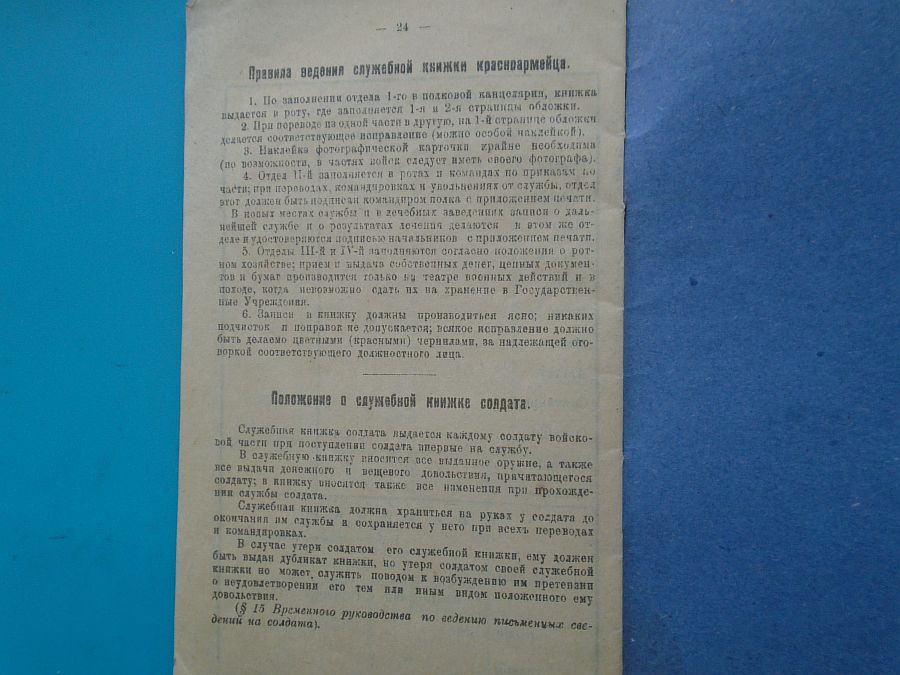 — 24 —
Правила ведения служебной книжки красноармейца.
1. По заполнении отдела 1-го в полковой канцелярии, книжка
выдается в роту, где заполняется 1-я и 2-я страницы обложки.
2. При переводе из одной части в другую, на 1-й странице обложки
делается соответствующее исправление (можно особой наклейкой).
3. Наклейка фотографической карточки крайне необходима
(по возможности, в частях войск следует иметь своего фотографа).
4. Отдел II-й заполняется в ротах и командах по приказам по
части; при переводах, командировках и увольнениях от службы, отдел
этот должен быть подписан командиром полка с приложением печати.
В новых местах службы и в лечебных заведениях записи о даль-
нейшей службе и о результатах лечения делаются в этом же от-
деле и удостоверяются подписью начальников с приложением печати.
5. Отделы III-й и IV-й заполняются согласно положения о рот-
ном хозяйстве; прием и выдача собственных денег, ценных докумен-
тов и бумаг производится только на театре военных действий и в
походе, когда невозможно сдать их на хранение в Государствен-
ные Учреждения.
6. Записи в книжку должны производиться ясно; никаких
подчисток и поправок не допускается; всякое исправление должно
быть делаемо цветными (красными) чернилами, за надлежащей ого-
воркой соответствующего должностного лица.
Положение о служебной книжке солдата.
Служебная книжка солдата выдается каждому солдату войско-
вой части при поступлении солдата впервые на службу.
В служебную книжку вносится все выданное оружие, а также
все выдачи денежного и вещевого довольствия, причитающегося
солдату; в книжку вносятся также все изменения при прохожде-
нии службы солдата.
Служебная книжка должна храниться на руках у солдата до
окончания им службы и сохраняется у него при всехъ переводах
и командировках.
В случае утери солдатом его служебной книжки, ему должен
быть выдан дубликат книжки, но утеря солдатом своей служебной
книжки не может служить поводом к возбуждению им претензии
о неудовлетворении его тем или иным видом положенного ему
довольствия.
(§ 15 Временного руководства по ведению письменных све-
дений на солдата).